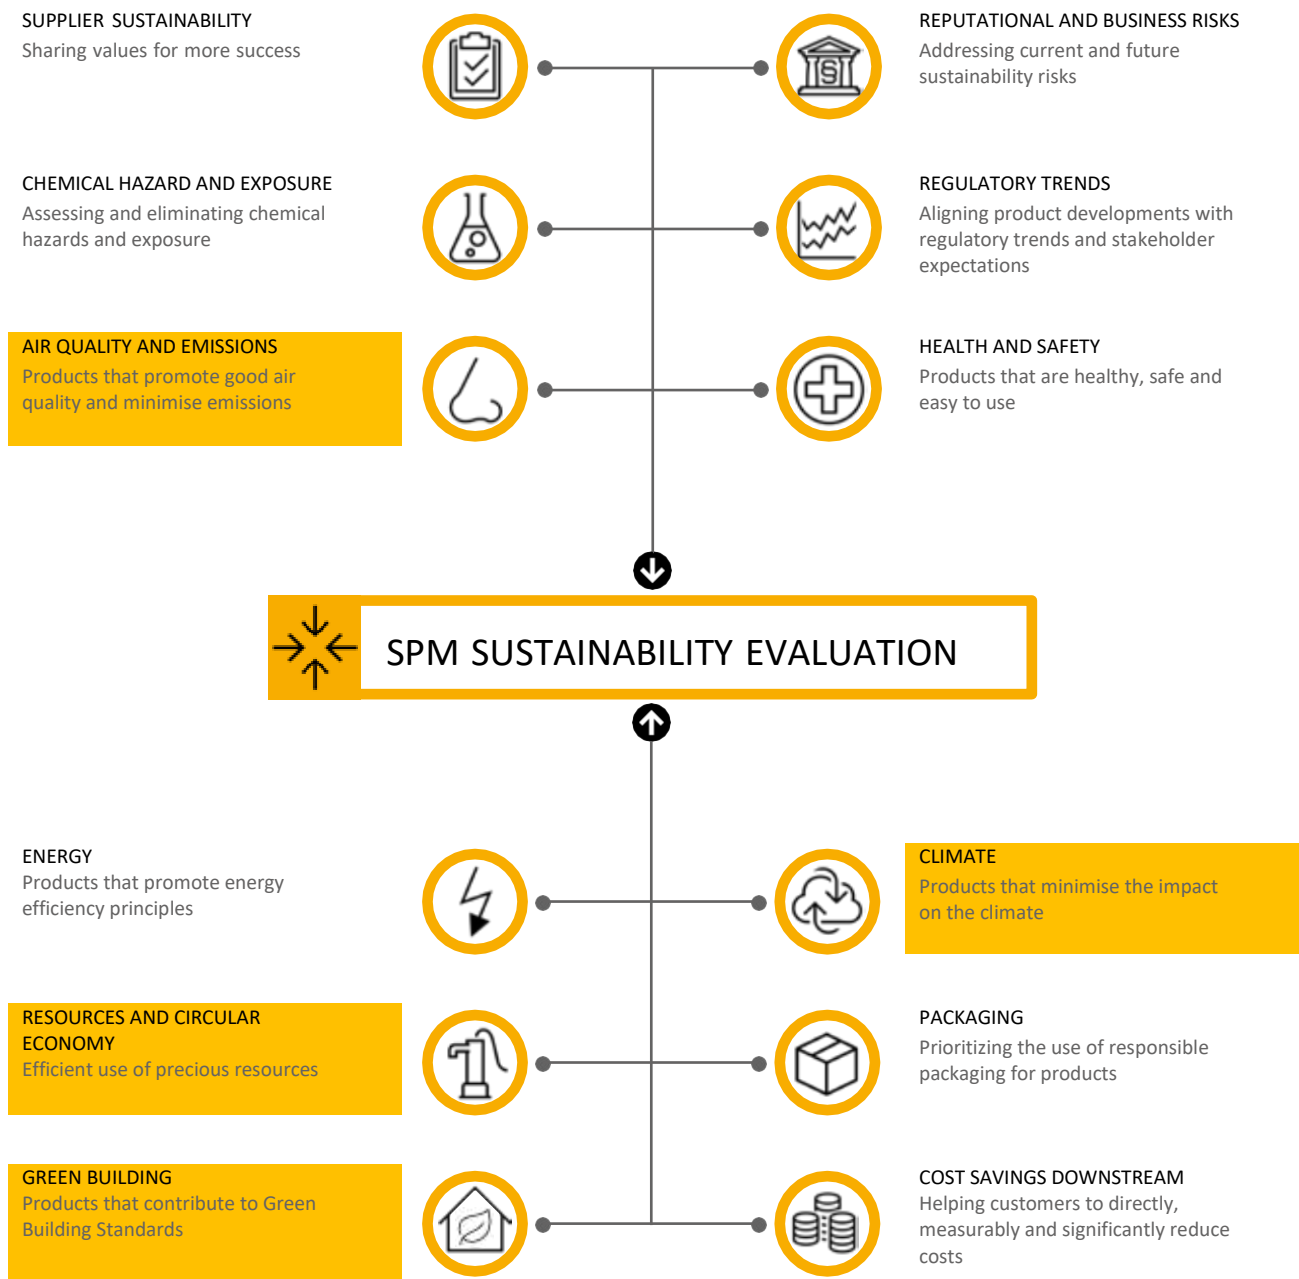 SUPPLIER SUSTAINABILITY
Sharing values for more success
REPUTATIONAL AND BUSINESS RISKS
Addressing current and future
sustainability risks
CHEMICAL HAZARD AND EXPOSURE
Assessing and eliminating chemical
hazards and exposure
REGULATORY TRENDS
Aligning product developments with
regulatory trends and stakeholder
expectations
AIR QUALITY AND EMISSIONS
Products that promote good air
quality and minimise emissions
HEALTH AND SAFETY
Products that are healthy, safe and
easy to use
SPM SUSTAINABILITY EVALUATION
ENERGY
Products that promote energy
efficiency principles
CLIMATE
Products that minimise the impact
on the climate
RESOURCES AND CIRCULAR
ECONOMY
Efficient use of precious resources
PACKAGING
Prioritizing the use of responsible
packaging for products
GREEN BUILDING
Products that contribute to Green
Building Standards
COST SAVINGS DOWNSTREAM
Helping customers to directly,
measurably and significantly reduce
costs